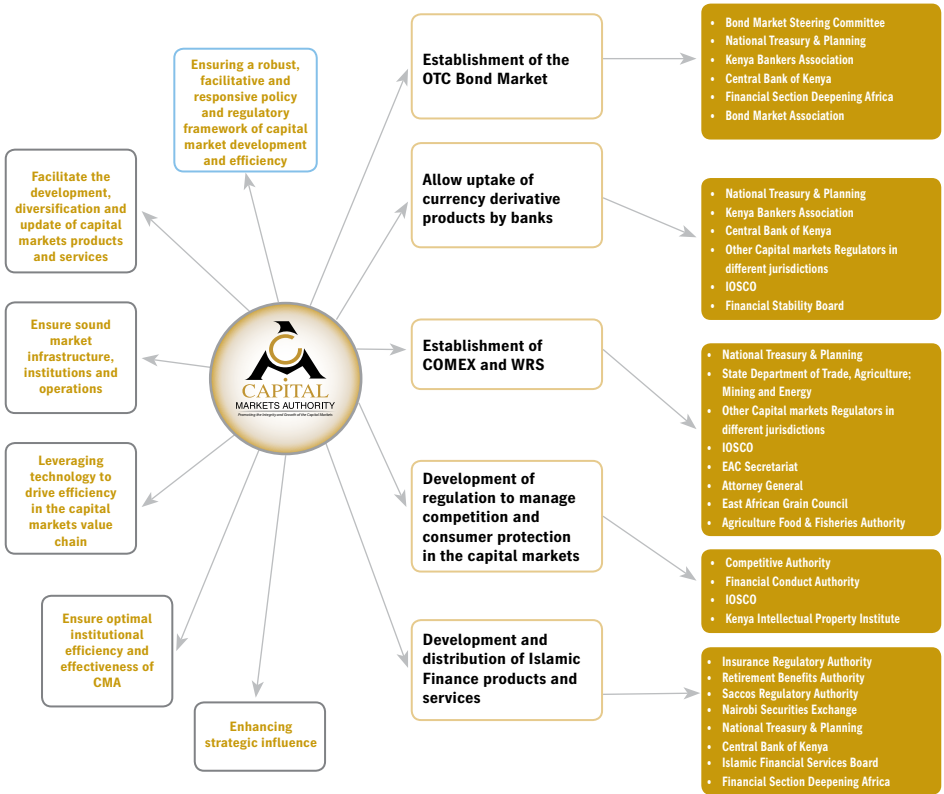 Ensuring a robust,
facilitative and
responsive policy
and regulatory
framework of capital
market development
and efficiency
Facilitate the
development,
diversification and
update of capital
markets products
and services
Ensure sound
market
infrastructure,
institutions and
operations
Leveraging
technology to
drive efficiency
in the capital
markets value
chain
Ensure optimal
institutional
efficiency and
effectiveness of
CMA
Enhancing
strategic influence
CAPITAL
MARKETS AUTHORITY
Promoting the Integrity and Growth of the Capital Markets
Establishment of the
OTC Bond Market
• Bond Market Steering Committee
• National Treasury & Planning
• Kenya Bankers Association
• Central Bank of Kenya
• Financial Section Deepening Africa
• Bond Market Association
Allow uptake of
currency derivative
products by banks
• National Treasury & Planning
• Kenya Bankers Association
• Central Bank of Kenya
• Other Capital markets Regulators in
different jurisdictions
• IOSCO
• Financial Stability Board
Establishment of
COMEX and WRS
• National Treasury & Planning
• State Department of Trade, Agriculture;
Mining and Energy
• Other Capital markets Regulators in
different jurisdictions
• IOSCO
• EAC Secretariat
• Attorney General
• East African Grain Council
• Agriculture Food & Fisheries Authority
Development of
regulation to manage
competition and
consumer protection
in the capital markets
• Competitive Authority
• Financial Conduct Authority
• IOSCO
• Kenya Intellectual Property Institute
Development and
distribution of Islamic
Finance products and
services
• Insurance Regulatory Authority
• Retirement Benefits Authority
• Saccos Regulatory Authority
• Nairobi Securities Exchange
• National Treasury & Planning
• Central Bank of Kenya
• Islamic Financial Services Board
• Financial Section Deepening Africa